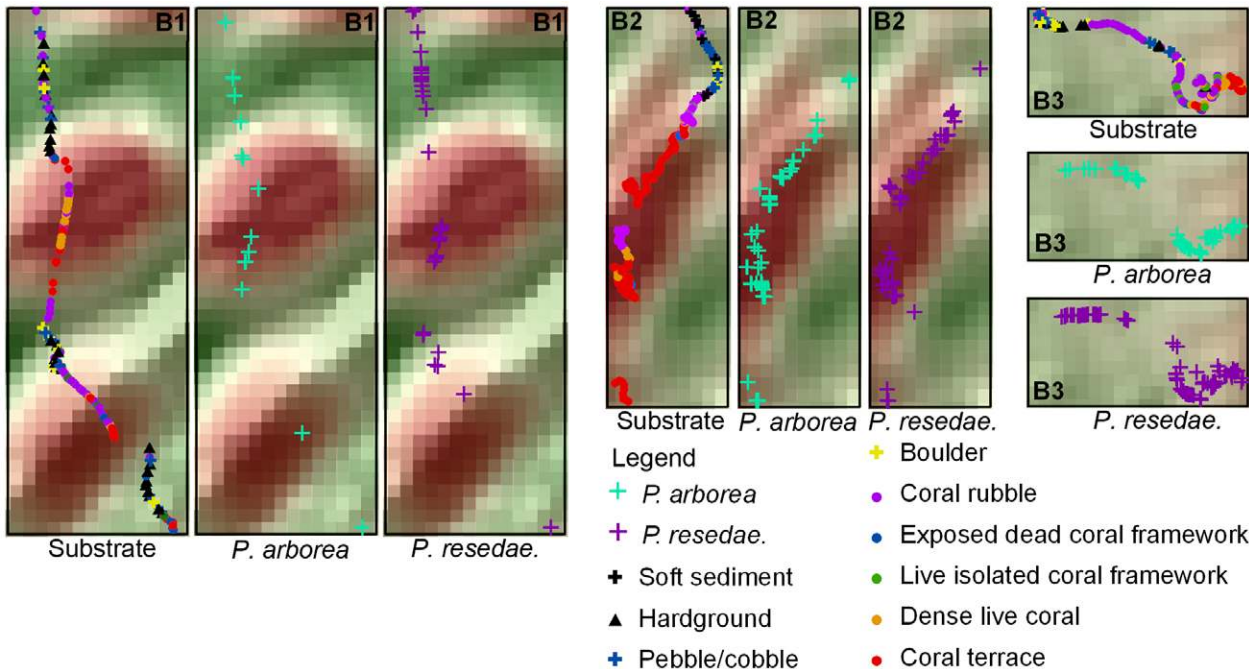 B1
B1
B1
Substrate
P. arborea
P. resedae.
B2
B2
B2
Substrate
P. arborea
P. resedae.
B3
Substrate
B3
P. arborea
B3
P. resedae.
Legend
P. arborea
P. resedae.
Soft sediment
Hardground
Pebble/cobble
Boulder
Coral rubble
Exposed dead coral framework
Live isolated coral framework
Dense live coral
Coral terrace